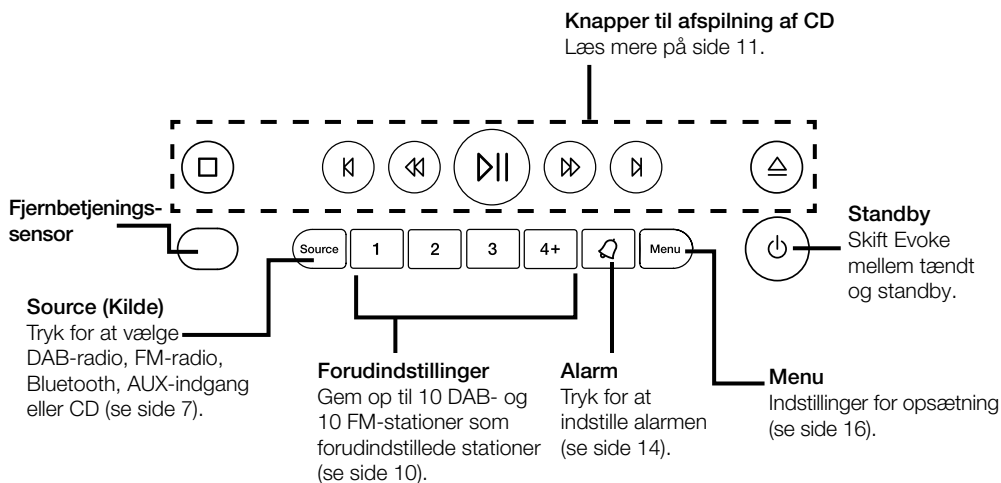 Knapper til afspilning af CD
Læs mere på side 11.
Fjernbetjenings-
sensor
Source
1
2
3
4+
Menu
Standby
Skift Evoke
mellem tændt
og standby.
Source (Kilde)
Tryk for at vælge
DAB-radio, FM-radio,
Bluetooth, AUX-indgang
eller CD (se side 7).
Forudindstillinger
Gem op til 10 DAB- og
10 FM-stationer som
forudindstillede stationer
(se side 10).
Alarm
Tryk for at
indstille alarmen
(se side 14).
Menu
Indstillinger for opsætning
(se side 16).